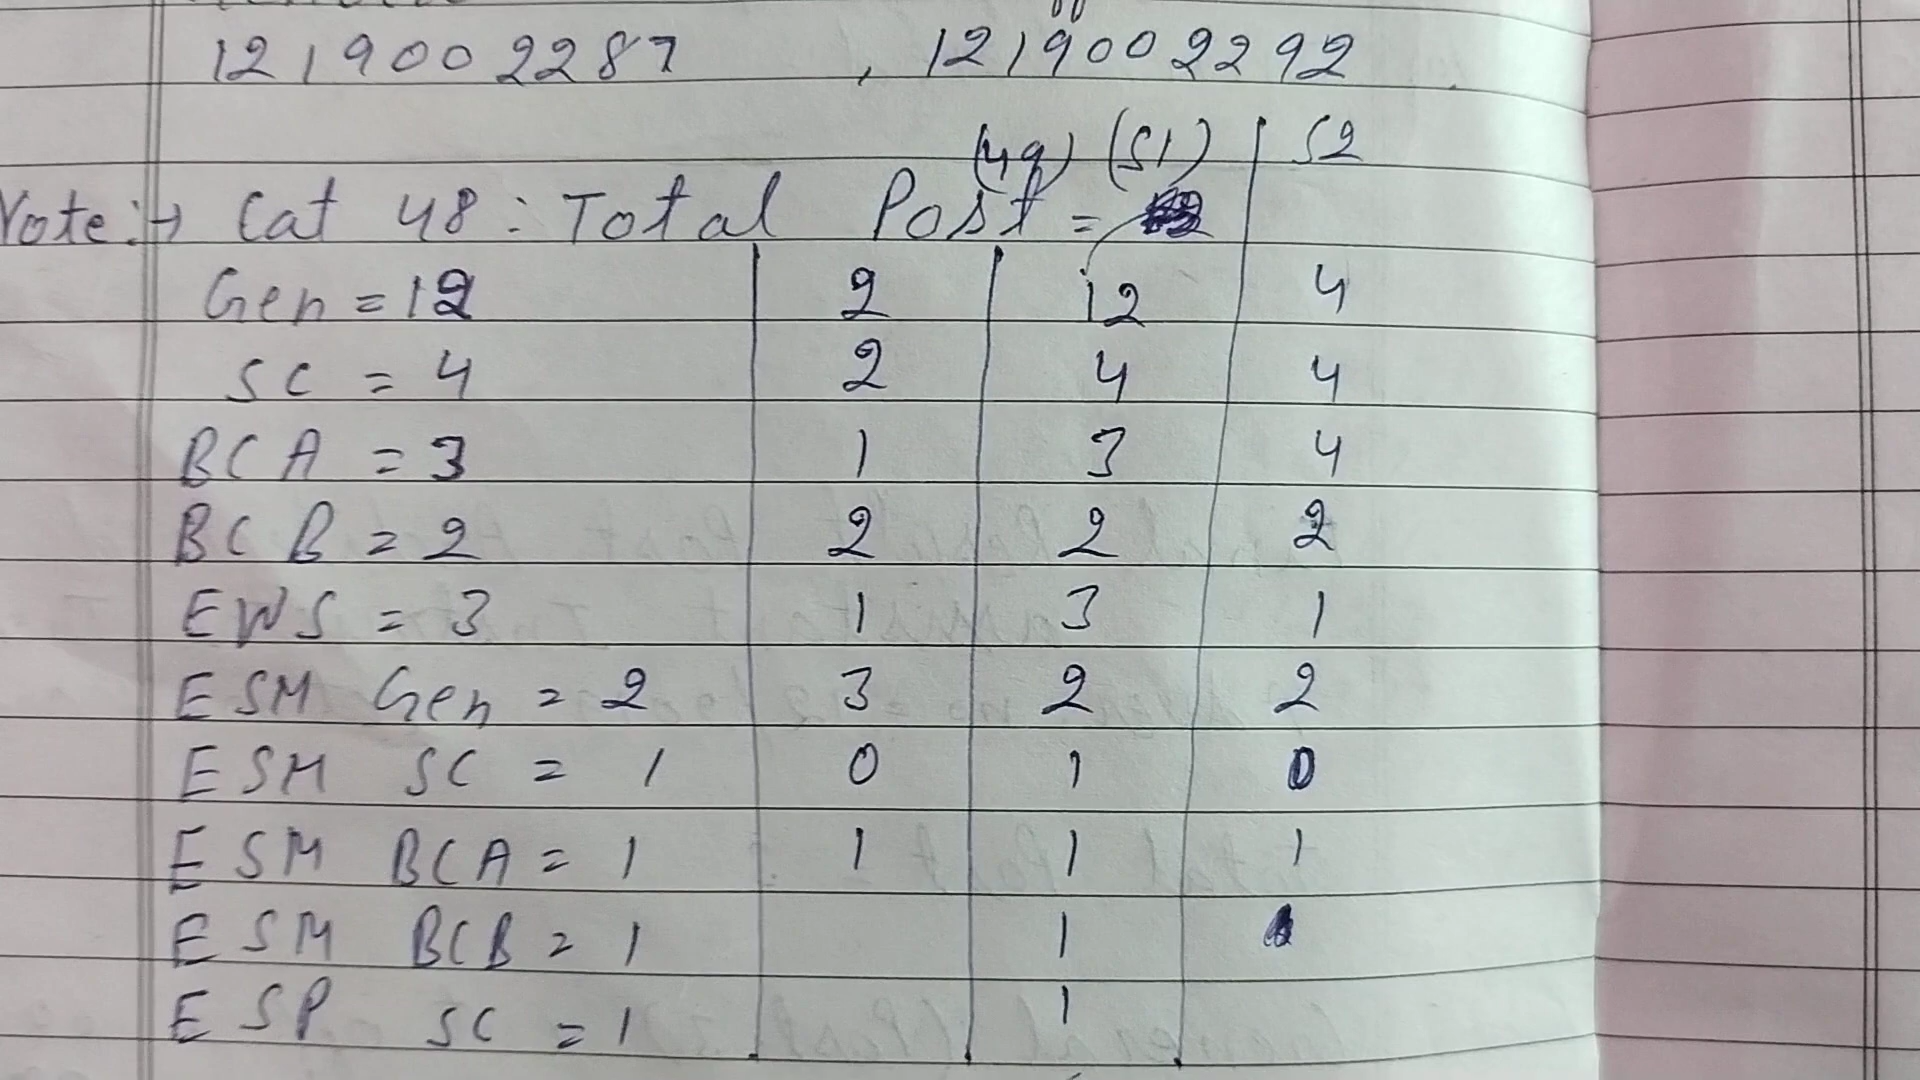 1219002287 , 1219002292
(49) (51) 52
Note:→ Cat 48 : Total Post =
Gen = 12 2 12 4
SC = 4 2 4 4
BCA = 3 1 3 4
BCB = 2 2 2 2
EWS = 3 1 3 1
ESM Gen = 2 3 2 2
ESM SC = 1 0 1 0
ESM BCA = 1 1 1 1
ESM BCB = 1 1
ESP SC = 1 1